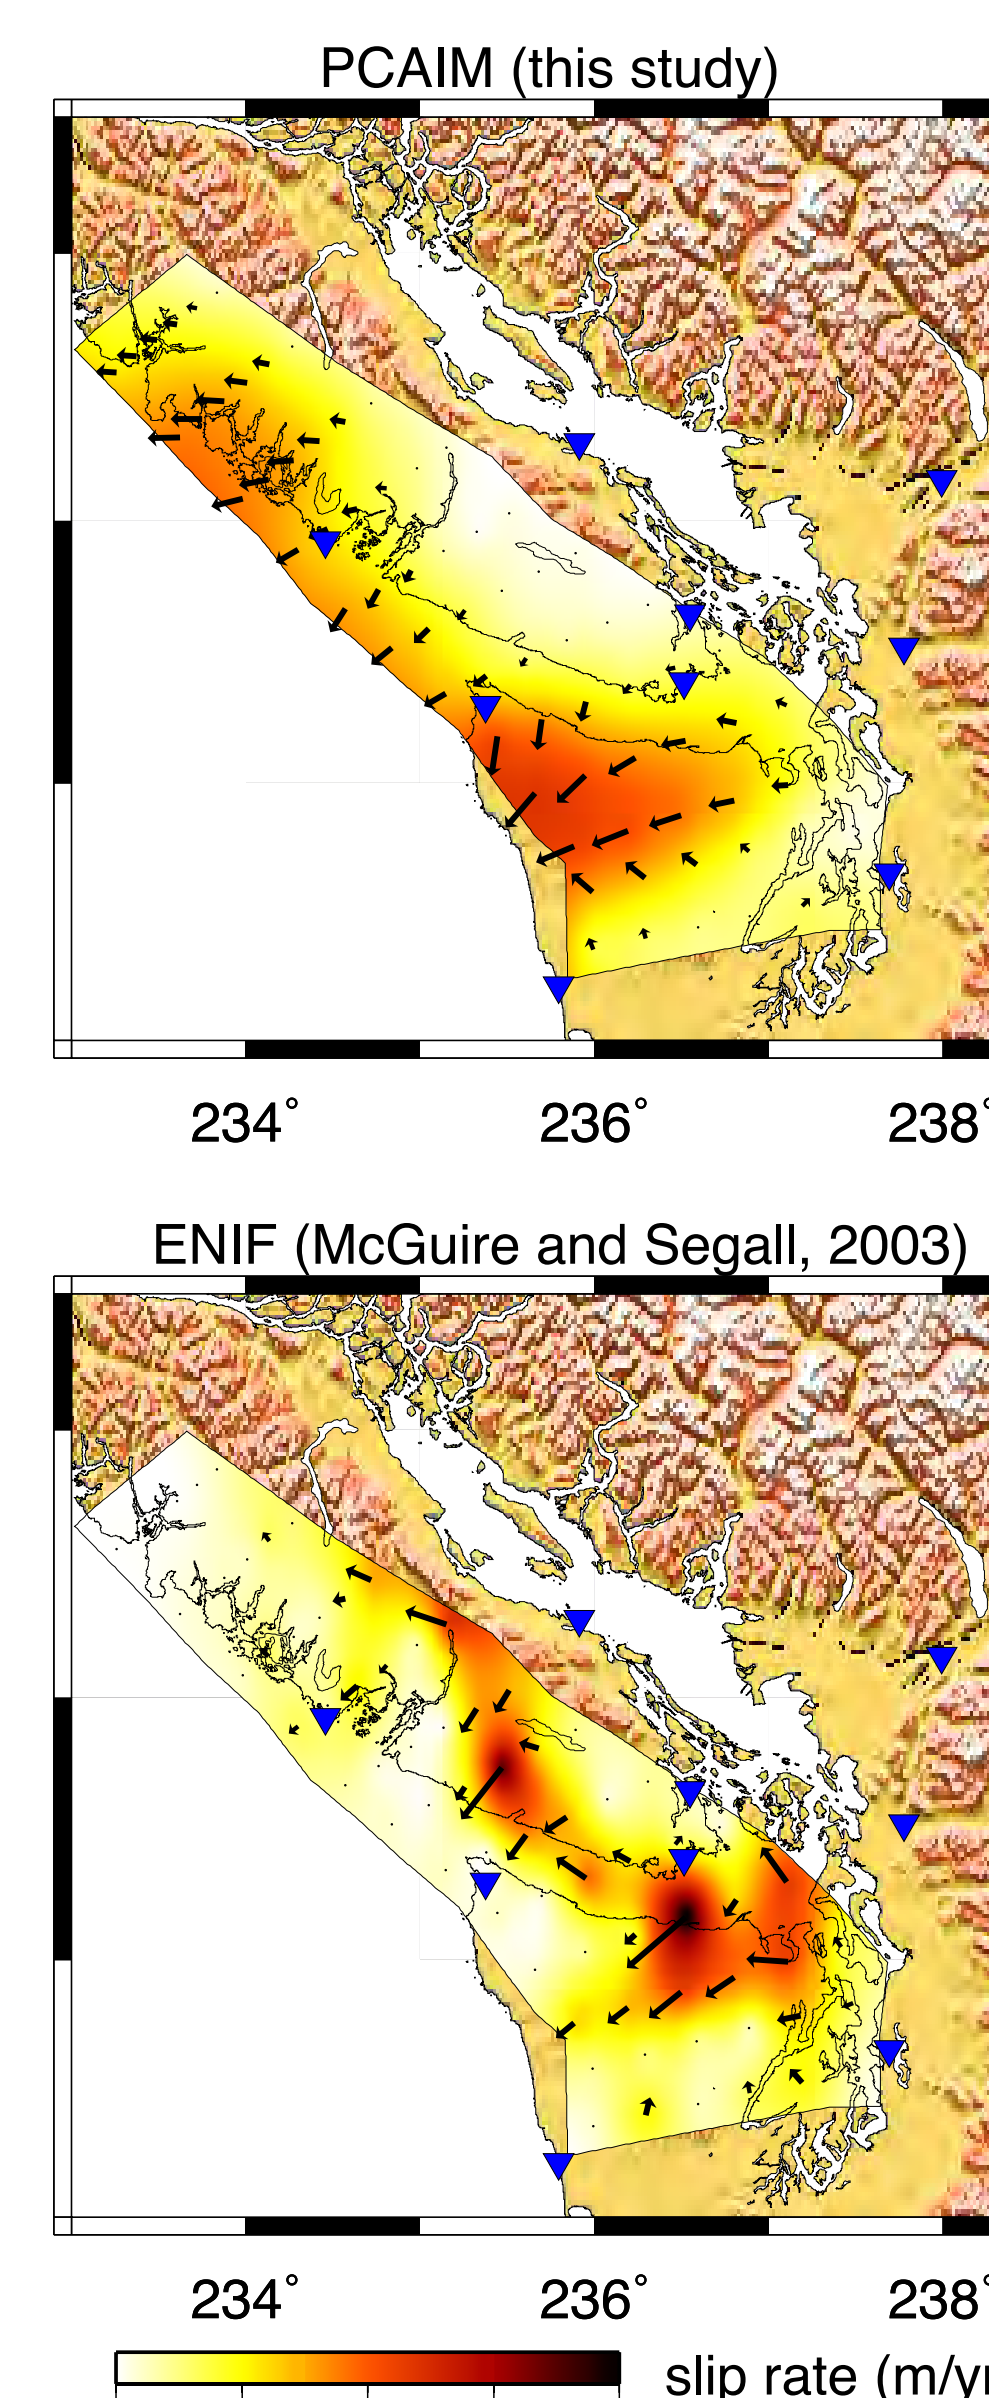 PCAIM (this study)
234° 236° 238°
ENIF (McGuire and Segall, 2003)
234° 236° 238°
slip rate (m/yr